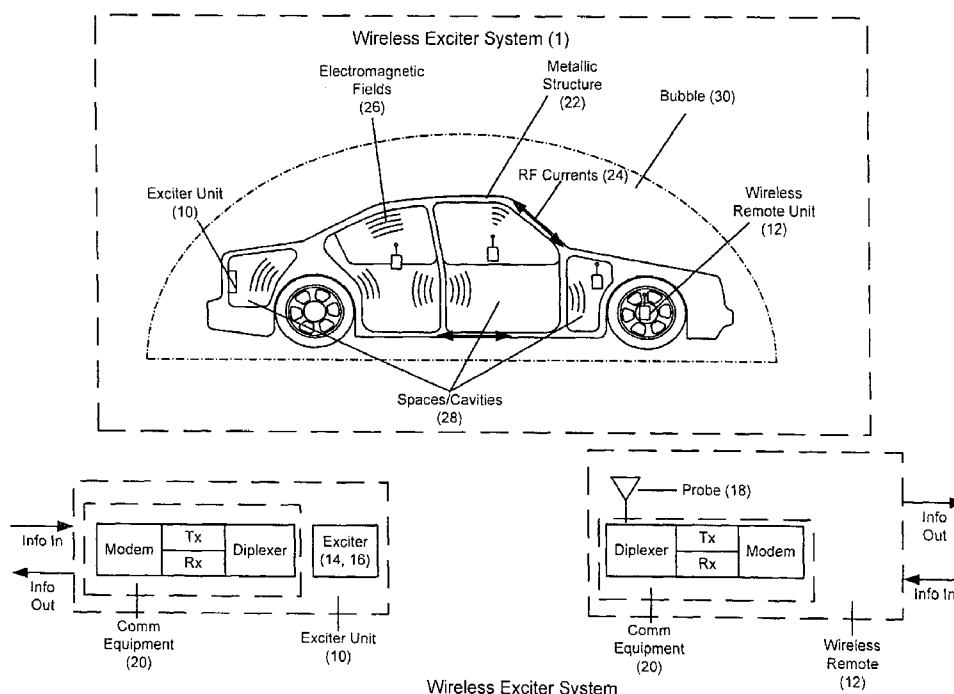 Wireless Exciter System (1)
Electromagnetic
Fields
(26)
Metallic
Structure
(22)
Bubble (30)
Exciter Unit
(10)
RF Currents (24)
Wireless
Remote Unit
(12)
Spaces/Cavities
(28)
Info In
Info
Out
Modem
Tx
Rx
Diplexer
Exciter
(14, 16)
Comm
Equipment
(20)
Exciter Unit
(10)
Probe (18)
Diplexer
Tx
Rx
Modem
Info
Out
Info In
Comm
Equipment
(20)
Wireless
Remote
(12)
Wireless Exciter System